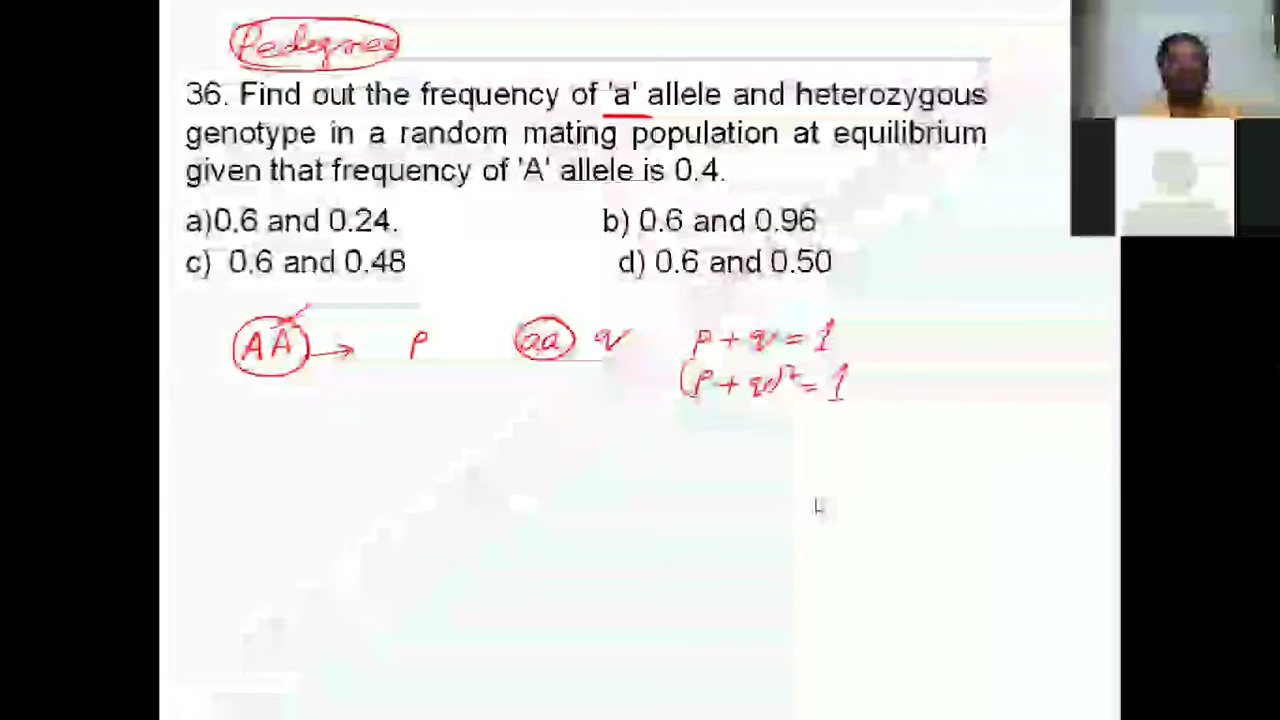 Pedegree
36. Find out the frequency of 'a' allele and heterozygous
genotype in a random mating population at equilibrium
given that frequency of 'A' allele is 0.4.
a)0.6 and 0.24. b) 0.6 and 0.96
c) 0.6 and 0.48 d) 0.6 and 0.50
AA → p aa q p + q = 1
(p + q)² = 1